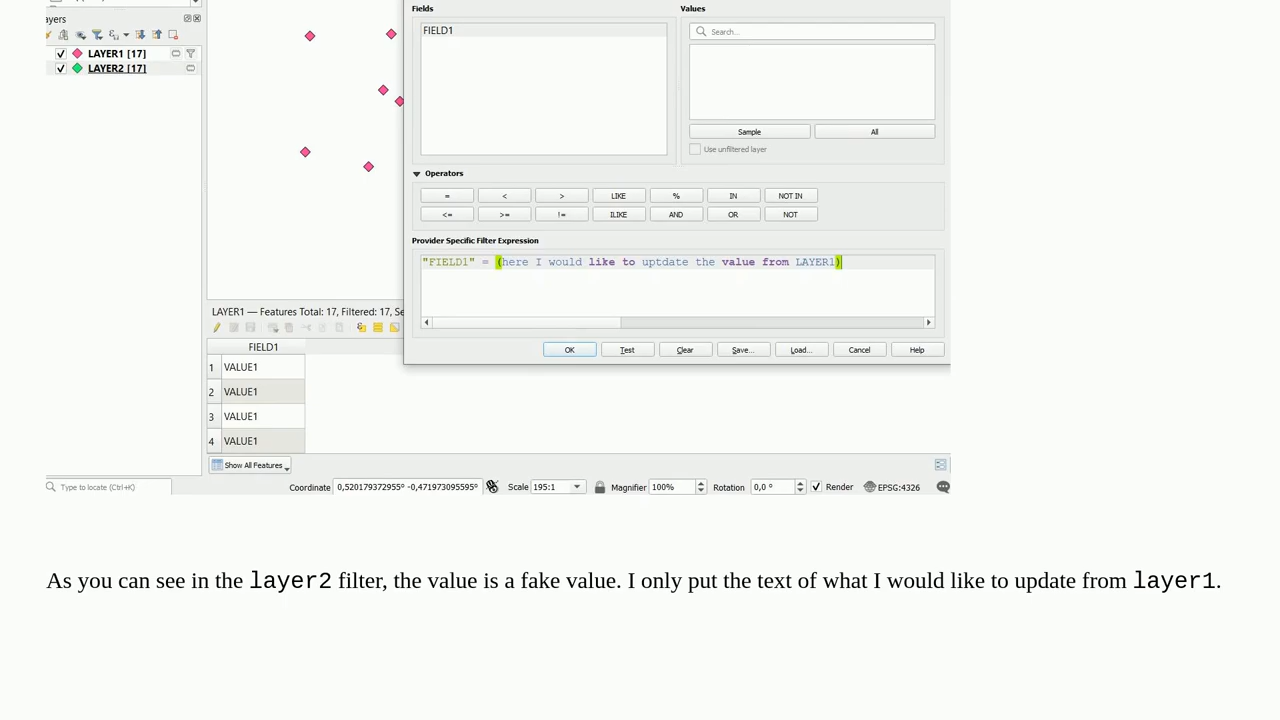 Fields
Values
FIELD1
Search...
ayers
LAYER1 [17]
LAYER2 [17]
Sample
All
Use unfiltered layer
Operators
= < > LIKE % IN NOT IN
<= >= != ILIKE AND OR NOT
Provider Specific Filter Expression
"FIELD1" = (here I would like to uptdate the value from LAYER1)
LAYER1 — Features Total: 17, Filtered: 17, Se
FIELD1
OK Test Clear Save... Load... Cancel Help
1 VALUE1
2 VALUE1
3 VALUE1
4 VALUE1
Show All Features
Type to locate (Ctrl+K)
Coordinate 0,520179372955° -0,471973095595° Scale 195:1 Magnifier 100% Rotation 0,0 ° Render EPSG:4326
As you can see in the layer2 filter, the value is a fake value. I only put the text of what I would like to update from layer1.